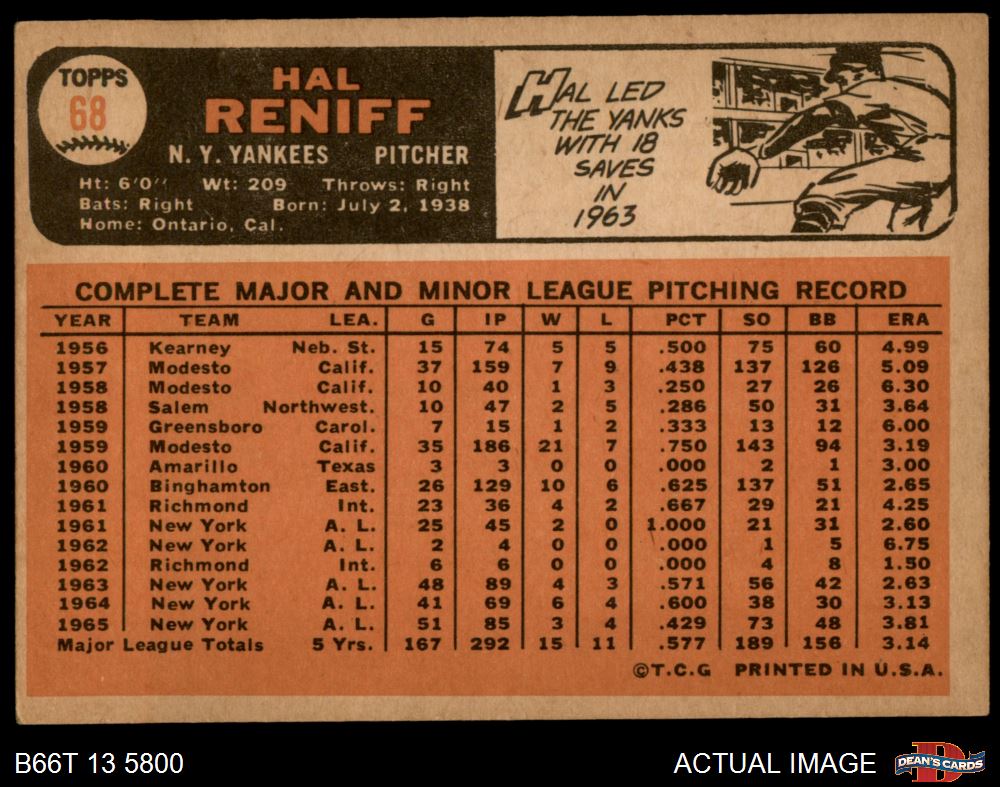 TOPPS
68
HAL
RENIFF
N. Y. YANKEES PITCHER
Ht: 6'0" Wt: 209 Throws: Right
Bats: Right Born: July 2, 1938
Home: Ontario, Cal.
HAL LED
THE YANKS
WITH 18
SAVES
IN
1963
COMPLETE MAJOR AND MINOR LEAGUE PITCHING RECORD
YEAR TEAM LEA. G IP W L PCT SO BB ERA
1956 Kearney Neb. St. 15 74 5 5 .500 75 60 4.99
1957 Modesto Calif. 37 159 7 9 .438 137 126 5.09
1958 Modesto Calif. 10 40 1 3 .250 27 26 6.30
1958 Salem Northwest. 10 47 2 5 .286 50 31 3.64
1959 Greensboro Carol. 7 15 1 2 .333 13 12 6.00
1959 Modesto Calif. 35 186 21 7 .750 143 94 3.19
1960 Amarillo Texas 3 3 0 0 .000 2 1 3.00
1960 Binghamton East. 26 129 10 6 .625 137 51 2.65
1961 Richmond Int. 23 36 4 2 .667 29 21 4.25
1961 New York A. L. 25 45 2 0 1.000 21 31 2.60
1962 New York A. L. 2 4 0 0 .000 1 5 6.75
1962 Richmond Int. 6 6 0 0 .000 4 8 1.50
1963 New York A. L. 48 89 4 3 .571 56 42 2.63
1964 New York A. L. 41 69 6 4 .600 38 30 3.13
1965 New York A. L. 51 85 3 4 .429 73 48 3.81
Major League Totals 5 Yrs. 167 292 15 11 .577 189 156 3.14
©T.C.G PRINTED IN U.S.A.
B66T 13 5800 ACTUAL IMAGE
DEAN'S CARDS